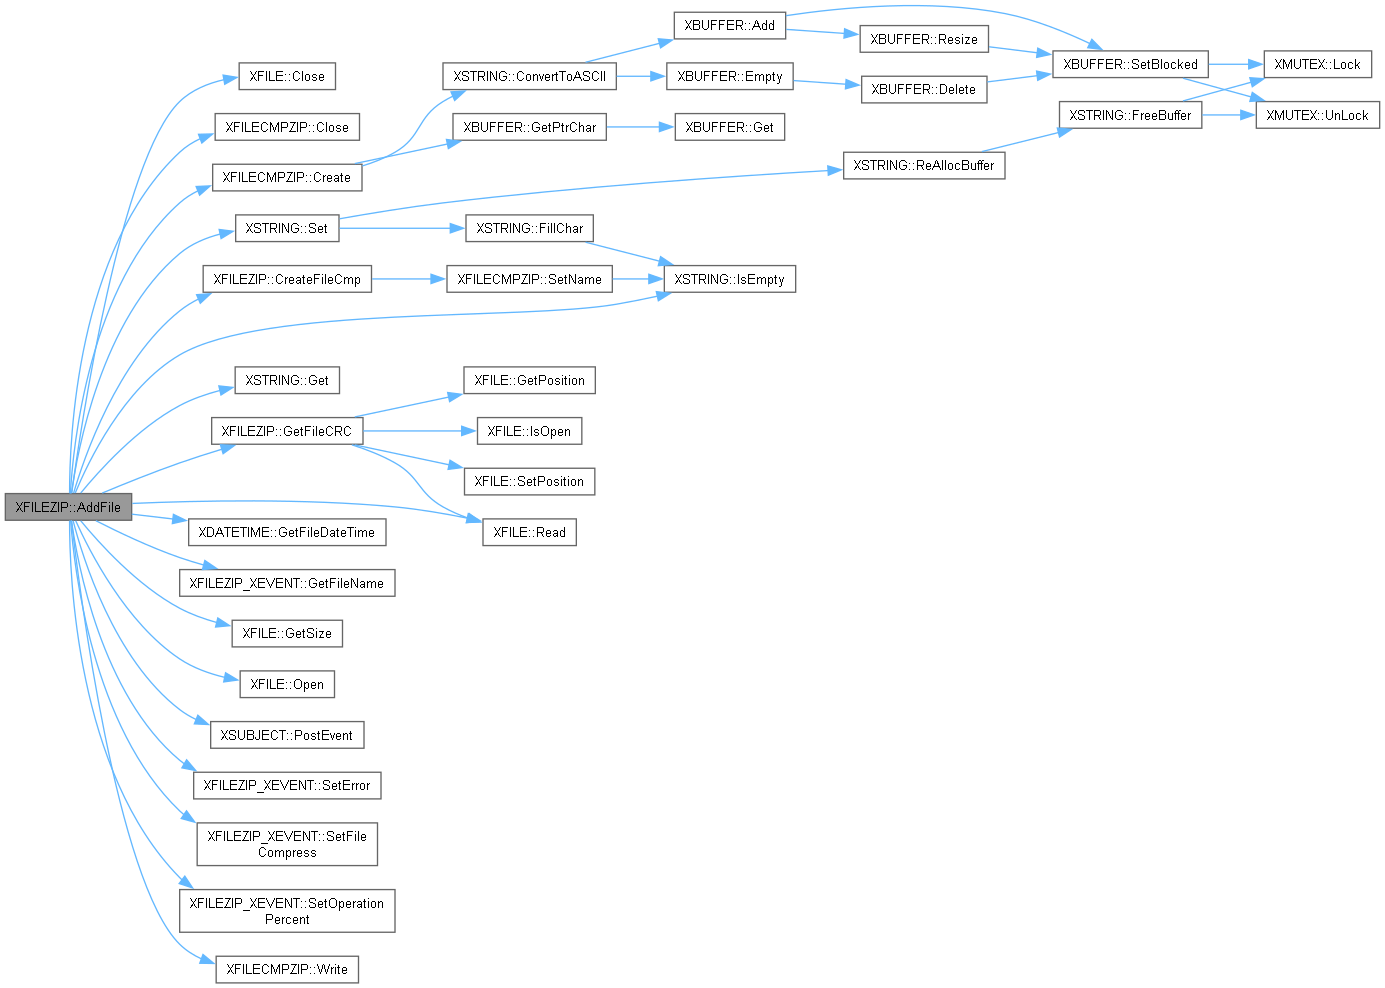 XBUFFER::Add
XBUFFER::Resize
XFILE::Close
XSTRING::ConvertToASCII
XBUFFER::Empty
XBUFFER::Delete
XBUFFER::SetBlocked
XMUTEX::Lock
XFILECMPZIP::Close
XBUFFER::GetPtrChar
XBUFFER::Get
XSTRING::FreeBuffer
XMUTEX::UnLock
XFILECMPZIP::Create
XSTRING::ReAllocBuffer
XSTRING::Set
XSTRING::FillChar
XFILEZIP::CreateFileCmp
XFILECMPZIP::SetName
XSTRING::IsEmpty
XSTRING::Get
XFILE::GetPosition
XFILEZIP::GetFileCRC
XFILE::IsOpen
XFILE::SetPosition
XFILEZIP::AddFile
XDATETIME::GetFileDateTime
XFILE::Read
XFILEZIP_XEVENT::GetFileName
XFILE::GetSize
XFILE::Open
XSUBJECT::PostEvent
XFILEZIP_XEVENT::SetError
XFILEZIP_XEVENT::SetFile
Compress
XFILEZIP_XEVENT::SetOperation
Percent
XFILECMPZIP::Write